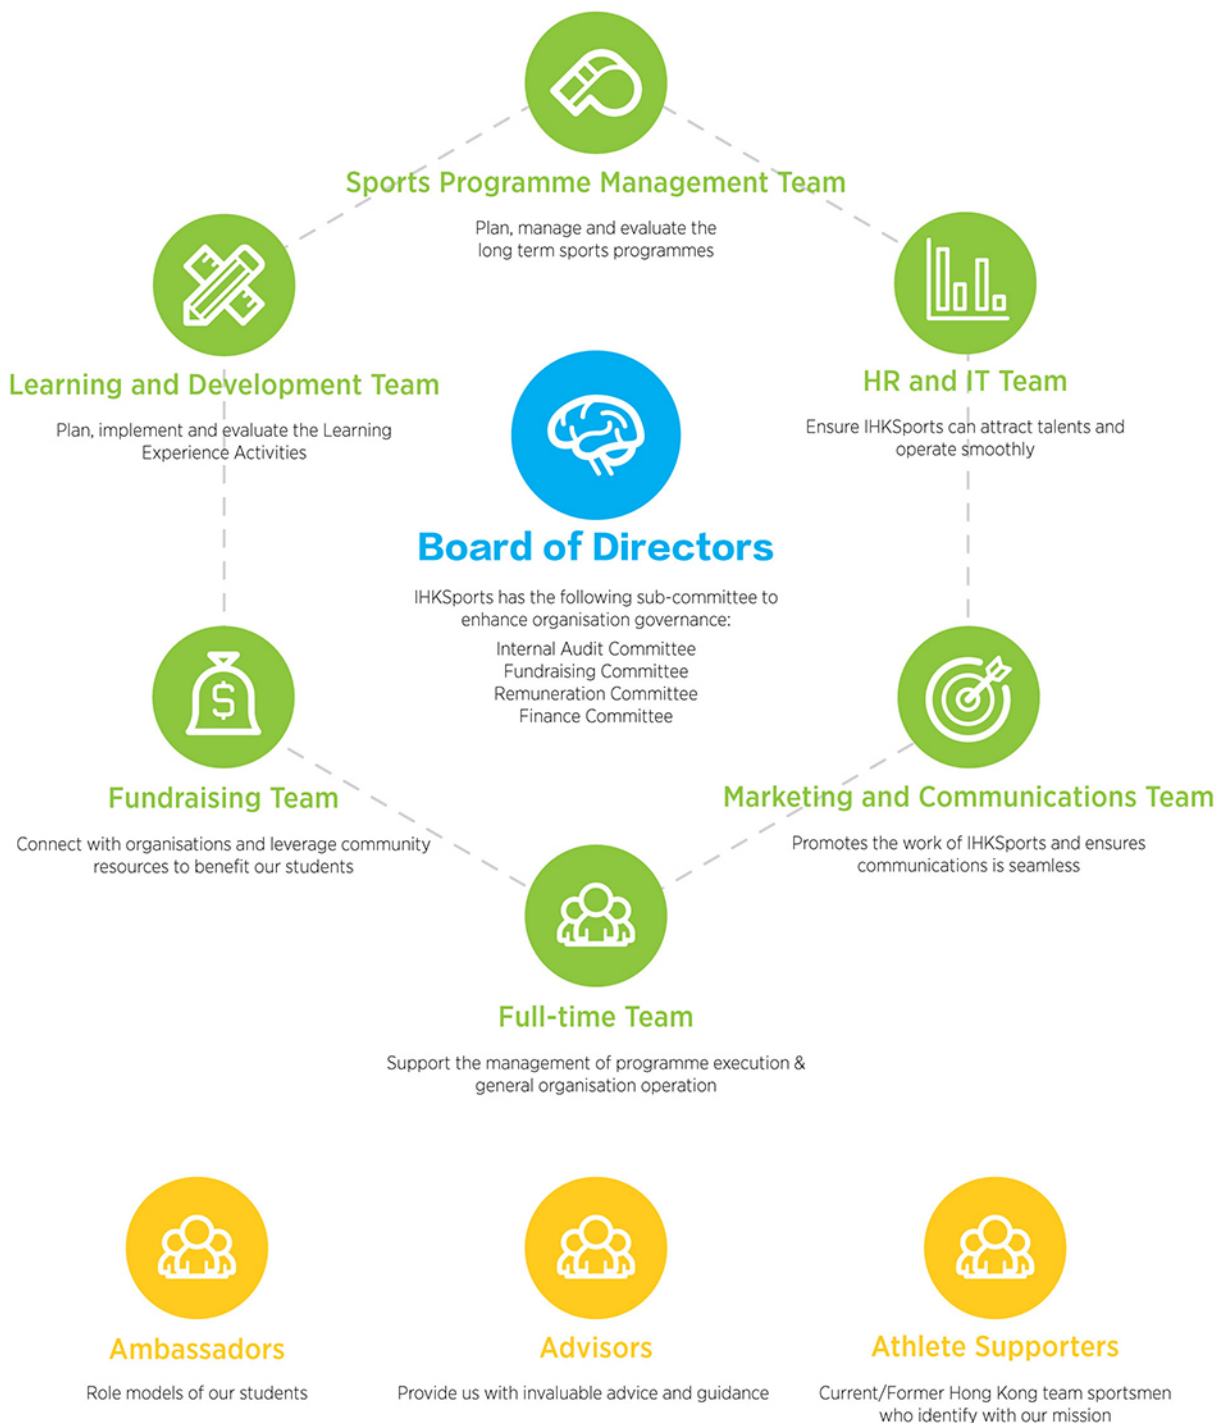 Sports Programme Management Team
Plan, manage and evaluate the
long term sports programmes
Learning and Development Team
Plan, implement and evaluate the Learning
Experience Activities
HR and IT Team
Ensure IHKSports can attract talents and
operate smoothly
Board of Directors
IHKSports has the following sub-committee to
enhance organisation governance:
Internal Audit Committee
Fundraising Committee
Remuneration Committee
Finance Committee
$
Fundraising Team
Connect with organisations and leverage community
resources to benefit our students
Marketing and Communications Team
Promotes the work of IHKSports and ensures
communications is seamless
Full-time Team
Support the management of programme execution &
general organisation operation
Ambassadors
Role models of our students
Advisors
Provide us with invaluable advice and guidance
Athlete Supporters
Current/Former Hong Kong team sportsmen
who identify with our mission